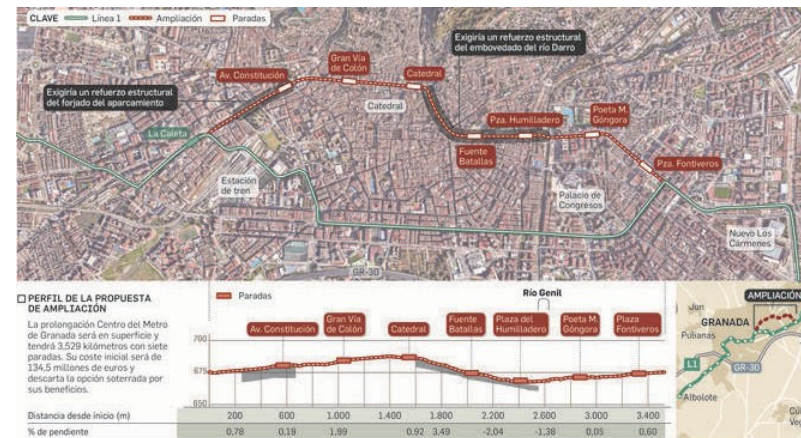 CLAVE Línea 1 Ampliación Paradas
Exigiría un refuerzo estructural
del embovedado del río Darro
Gran Vía
de Colón
Av. Constitución
Catedral
Catedral
Exigiría un refuerzo estructural
del forjado del aparcamiento
La Caleta
Pza. Humilladero
Poeta M.
Góngora
Fuente
Batallas
Pza. Fontiveros
Estación
de tren
Palacio de
Congresos
Nuevo Los
Cármenes
GR-30
PERFIL DE LA PROPUESTA
DE AMPLIACIÓN
La prolongación Centro del Metro
de Granada será en superficie y
tendrá 3,529 kilómetros con siete
paradas. Su coste inicial será de
134,5 millones de euros y
descarta la opción soterrada por
sus beneficios.
Paradas
Río Genil
Av. Constitución
Gran Vía
de Colón
Catedral
Fuente
Batallas
Plaza del
Humilladero
Poeta M.
Góngora
Plaza
Fontiveros
700
675
650
Distancia desde inicio (m) 200 600 1.000 1.400 1.800 2.200 2.600 3.000 3.400
% de pendiente 0,78 0,19 1,99 0,92 3,49 -2,04 -1,38 0,05 0,60
AMPLIACIÓN
Jun
GRANADA
Pulianas
L1
GR-30
Albolote